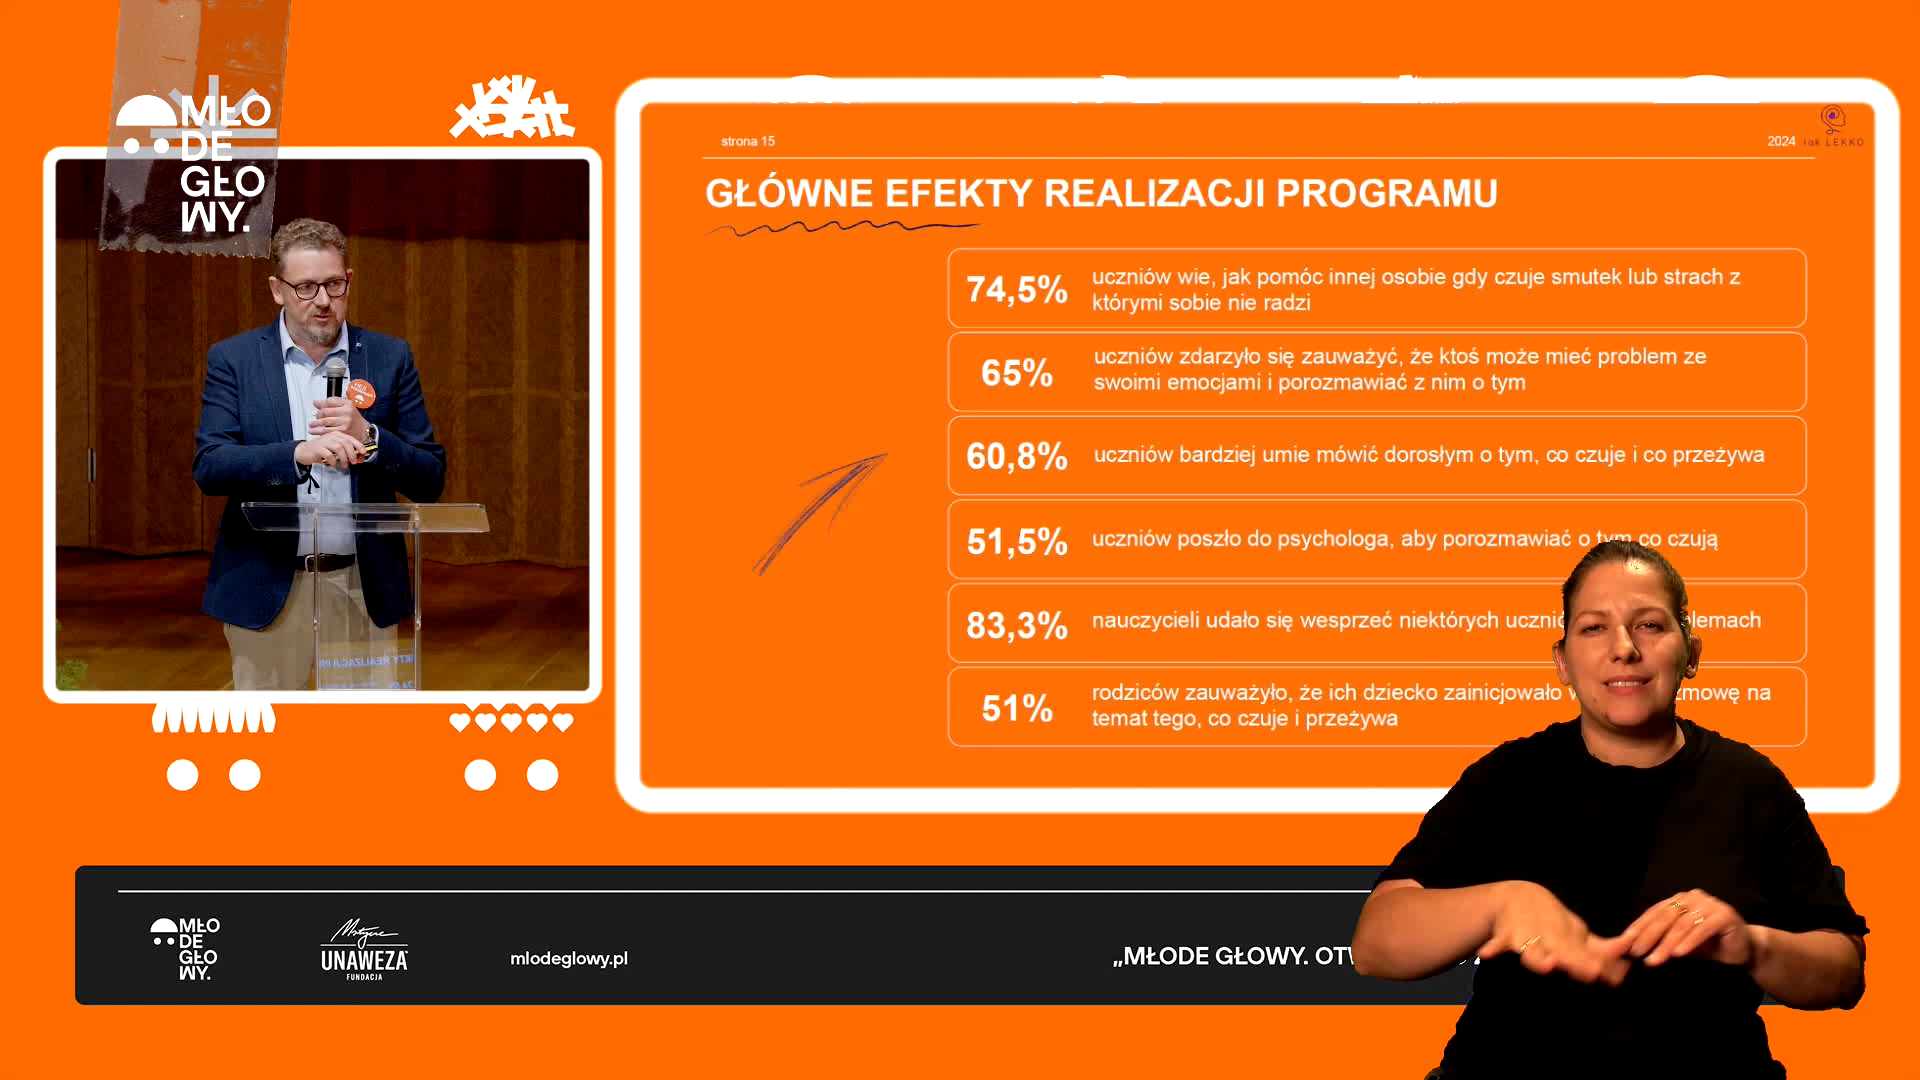 MŁO
DE
GŁO
WY.
strona 15
2024
tak LEKKO
GŁÓWNE EFEKTY REALIZACJI PROGRAMU
74,5%
uczniów wie, jak pomóc innej osobie gdy czuje smutek lub strach z
którymi sobie nie radzi
65%
uczniów zdarzyło się zauważyć, że ktoś może mieć problem ze
swoimi emocjami i porozmawiać z nim o tym
60,8%
uczniów bardziej umie mówić dorosłym o tym, co czuje i co przeżywa
51,5%
uczniów poszło do psychologa, aby porozmawiać o tym co czują
83,3%
nauczycieli udało się wesprzeć niektórych
51%
rodziców zauważyło, że ich dziecko zainicjowało
na
temat tego, co czuje i przeżywa
MŁO
DE
GŁO
WY.
Martyna
UNAWEZA
FUNDACJA
mlodeglowy.pl
„MŁODE GŁOWY.